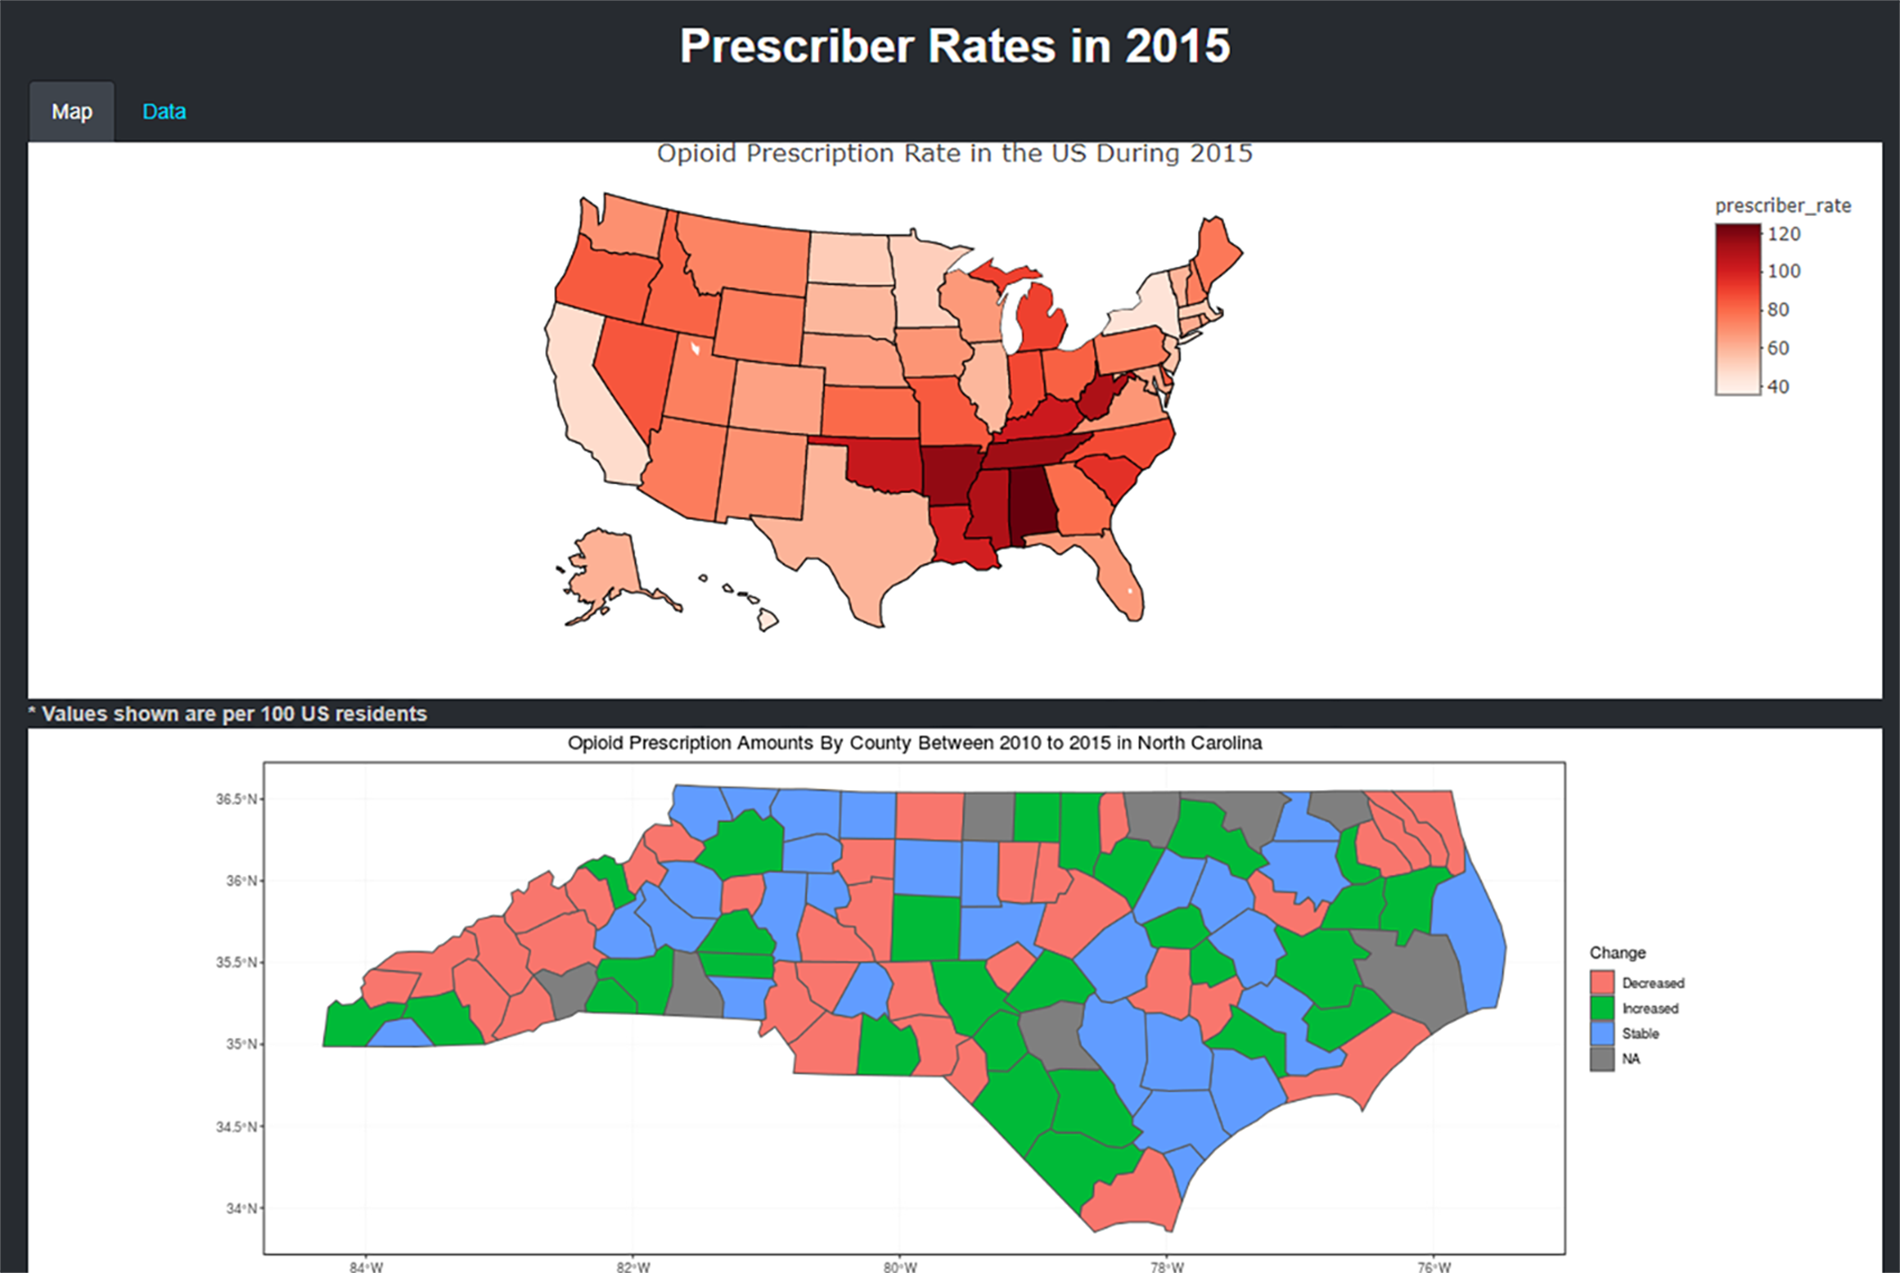 Prescriber Rates in 2015
Map
Data
Opioid Prescription Rate in the US During 2015
prescriber_rate
120
100
80
60
40
* Values shown are per 100 US residents
Opioid Prescription Amounts By County Between 2010 to 2015 in North Carolina
36.5°N
36°N
35.5°N
35°N
34.5°N
34°N
Change
Decreased
Increased
Stable
NA
84°W
82°W
80°W
78°W
76°W